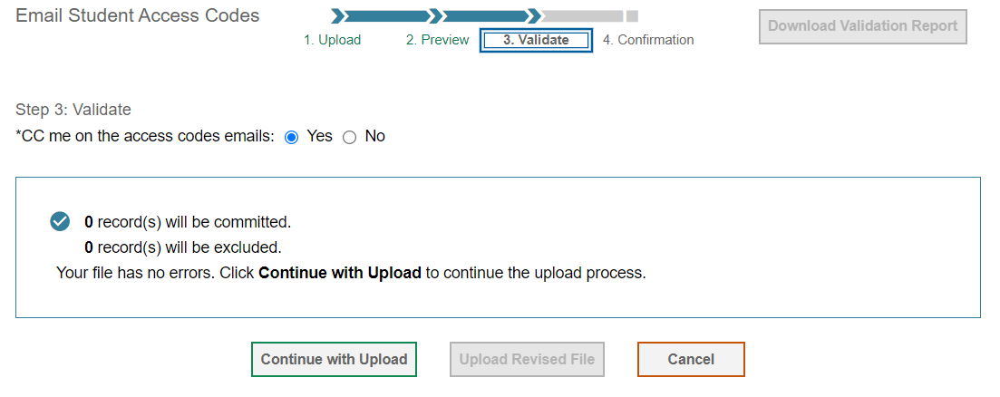 Email Student Access Codes
1. Upload
2. Preview
3. Validate
4. Confirmation
Download Validation Report
Step 3: Validate
*CC me on the access codes emails: Yes No
0 record(s) will be committed.
0 record(s) will be excluded.
Your file has no errors. Click Continue with Upload to continue the upload process.
Continue with Upload
Upload Revised File
Cancel